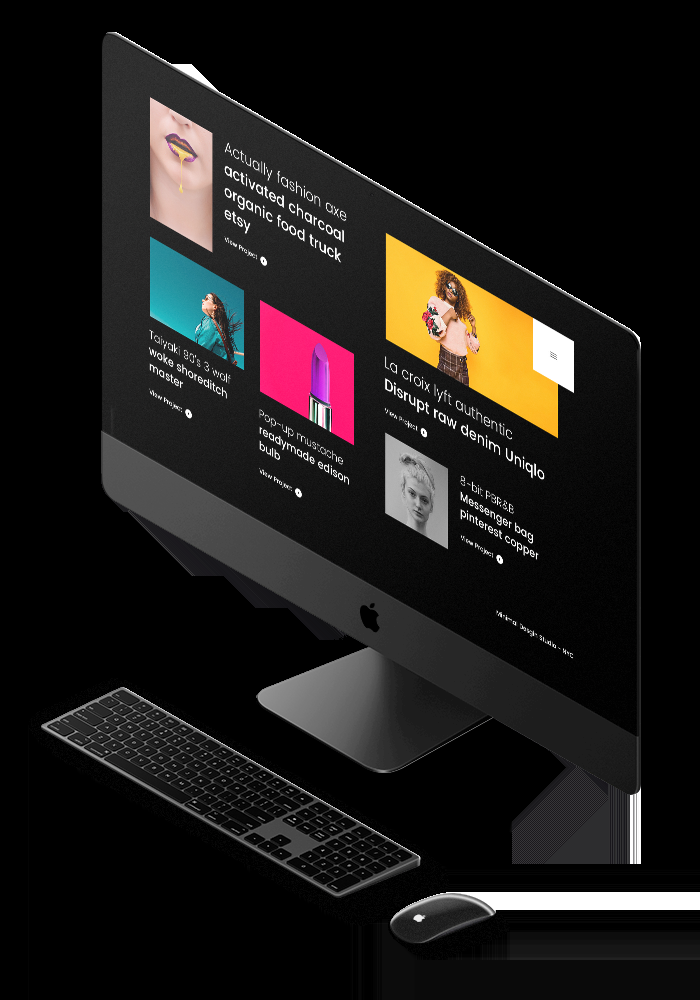 Actually fashion axe
activated charcoal
organic food truck
etsy
View Project
Taiyaki 80's 3 wolf
woke shoreditch
master
View Project
Pop-up mustache
readymade edison
bulb
View Project
La croix lyft authentic
Disrupt raw denim Uniqlo
View Project
8-bit PBR&B
Messenger bag
pinterest copper
View Project
Minimal Design Studio - NYC